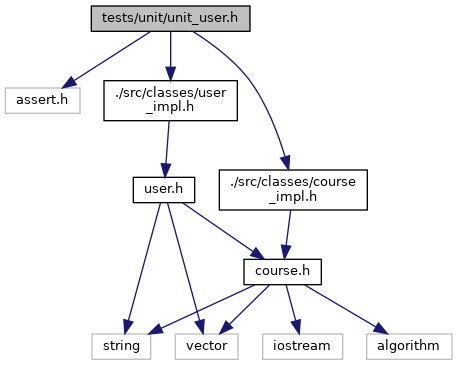 tests/unit/unit_user.h
assert.h
./src/classes/user
_impl.h
user.h
./src/classes/course
_impl.h
course.h
string
vector
iostream
algorithm